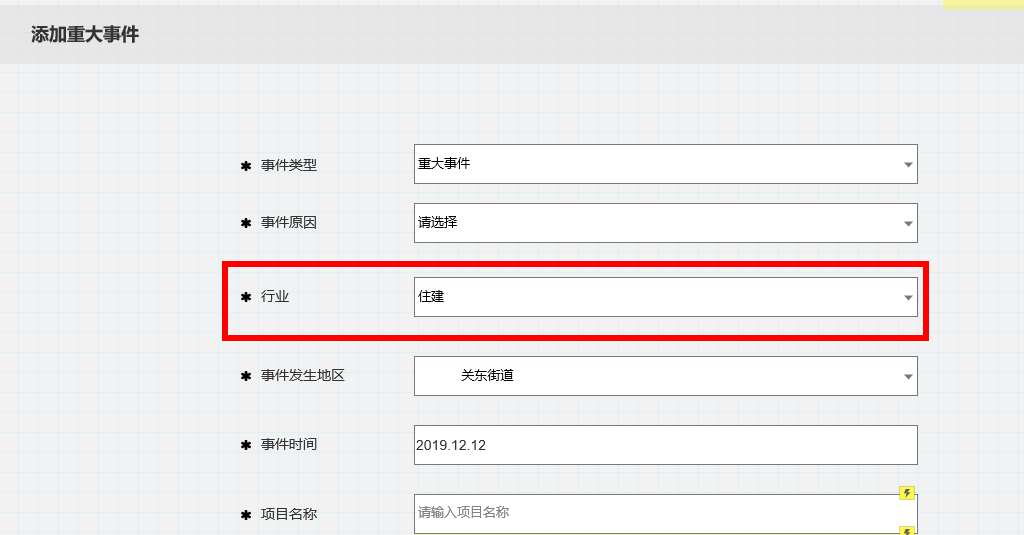 添加重大事件
✱ 事件类型 重大事件
✱ 事件原因 请选择
✱ 行业 住建
✱ 事件发生地区 关东街道
✱ 事件时间 2019.12.12
✱ 项目名称 请输入项目名称